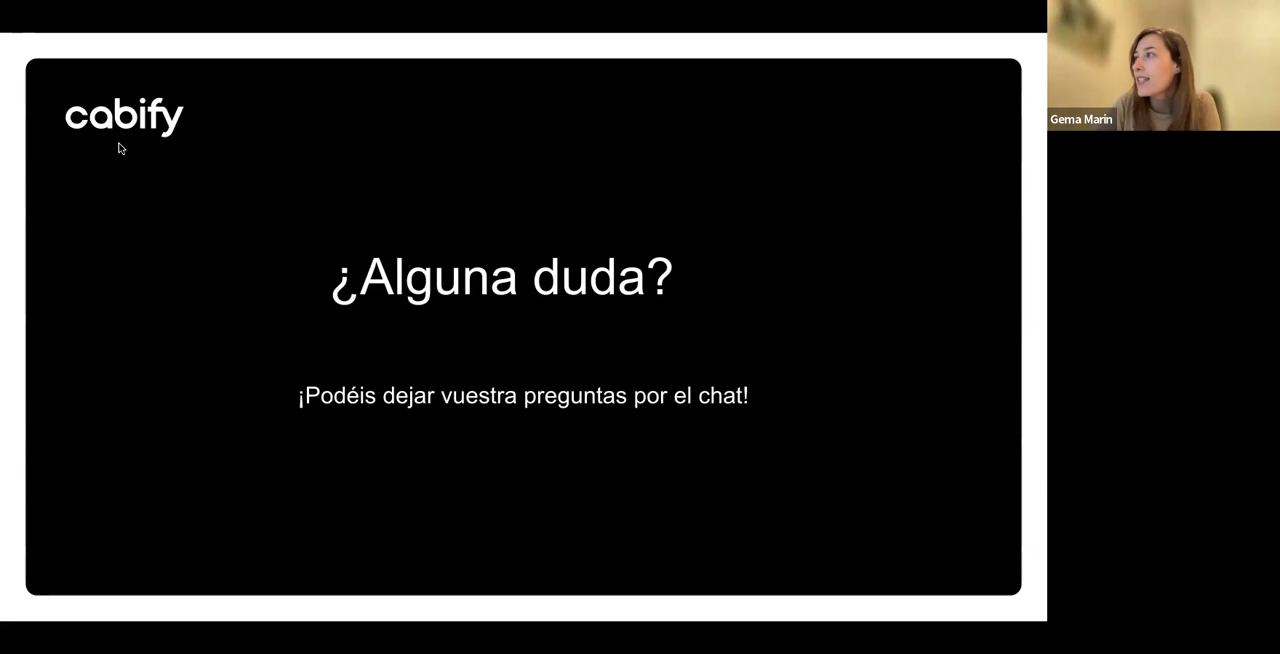 cabify
Gema Marin
¿Alguna duda?
¡Podéis dejar vuestra preguntas por el chat!